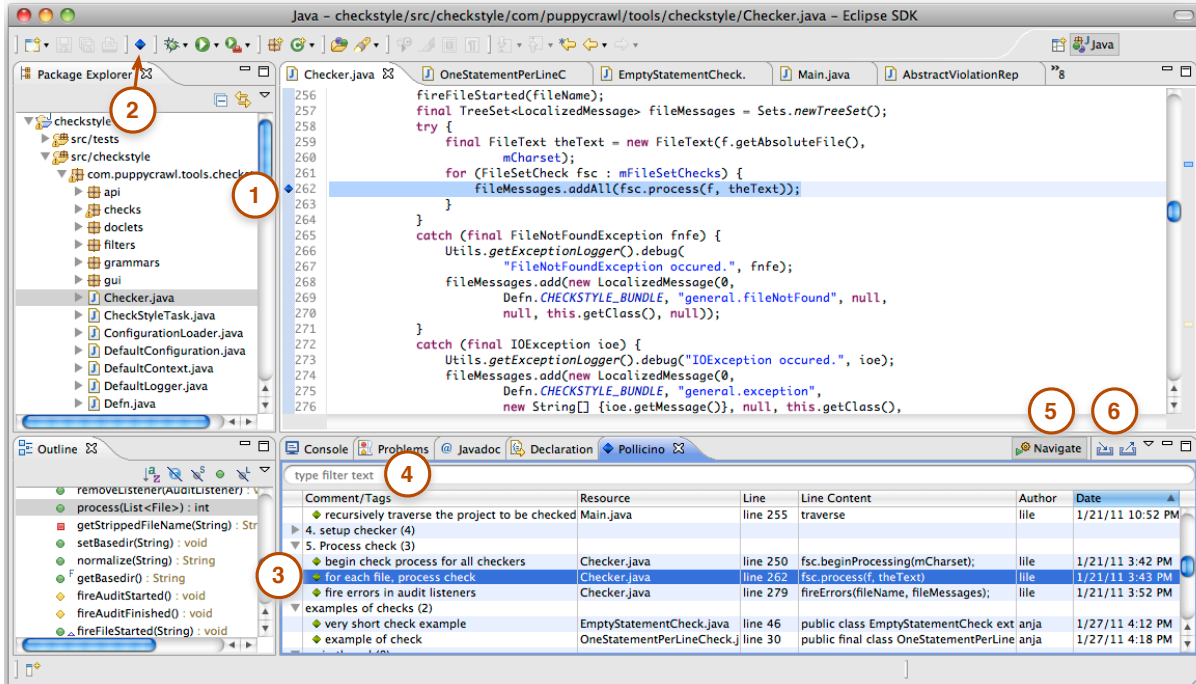 Java – checkstyle/src/checkstyle/com/puppycrawl/tools/checkstyle/Checker.java – Eclipse SDK
Java
Package Explorer
2
checkstyle
src/tests
src/checkstyle
com.puppycrawl.tools.checkst
api
checks
doclets
filters
grammars
gui
Checker.java
CheckStyleTask.java
ConfigurationLoader.java
DefaultConfiguration.java
DefaultContext.java
DefaultLogger.java
Defn.java
1
Checker.java OneStatementPerLineC EmptyStatementCheck. Main.java AbstractViolationRep »8
256 fireFileStarted(fileName);
257 final TreeSet<LocalizedMessage> fileMessages = Sets.newTreeSet();
258 try {
259 final FileText theText = new FileText(f.getAbsoluteFile(),
260 mCharset);
261 for (FileSetCheck fsc : mFileSetChecks) {
262 fileMessages.addAll(fsc.process(f, theText));
263 }
264 }
265 catch (final FileNotFoundException fnfe) {
266 Utils.getExceptionLogger().debug(
267 "FileNotFoundException occured.", fnfe);
268 fileMessages.add(new LocalizedMessage(0,
269 Defn.CHECKSTYLE_BUNDLE, "general.fileNotFound", null,
270 null, this.getClass(), null));
271 }
272 catch (final IOException ioe) {
273 Utils.getExceptionLogger().debug("IOException occured.", ioe);
274 fileMessages.add(new LocalizedMessage(0,
275 Defn.CHECKSTYLE_BUNDLE, "general.exception",
276 new String[] {ioe.getMessage()}, null, this.getClass(),
5 6
Outline
removeListener(AuditListener) : v
process(List<File>) : int
getStrippedFileName(String) : Str
setBasedir(String) : void
normalize(String) : String
F getBasedir() : String
fireAuditStarted() : void
fireAuditFinished() : void
fireFileStarted(String) : void
Console Problems @ Javadoc Declaration Pollicino Navigate
type filter text
4
Comment/Tags Resource Line Line Content Author Date
recursively traverse the project to be checked Main.java line 255 traverse lile 1/21/11 10:52 PM
4. setup checker (4)
5. Process check (3)
begin check process for all checkers Checker.java line 250 fsc.beginProcessing(mCharset); lile 1/21/11 3:42 PM
3
for each file, process check Checker.java line 262 fsc.process(f, theText) lile 1/21/11 3:43 PM
fire errors in audit listeners Checker.java line 279 fireErrors(fileName, fileMessages); lile 1/21/11 3:52 PM
examples of checks (2)
very short check example EmptyStatementCheck.java line 46 public class EmptyStatementCheck ext anja 1/27/11 4:12 PM
example of check OneStatementPerLineCheck.j line 30 public final class OneStatementPerLine anja 1/27/11 4:18 PM